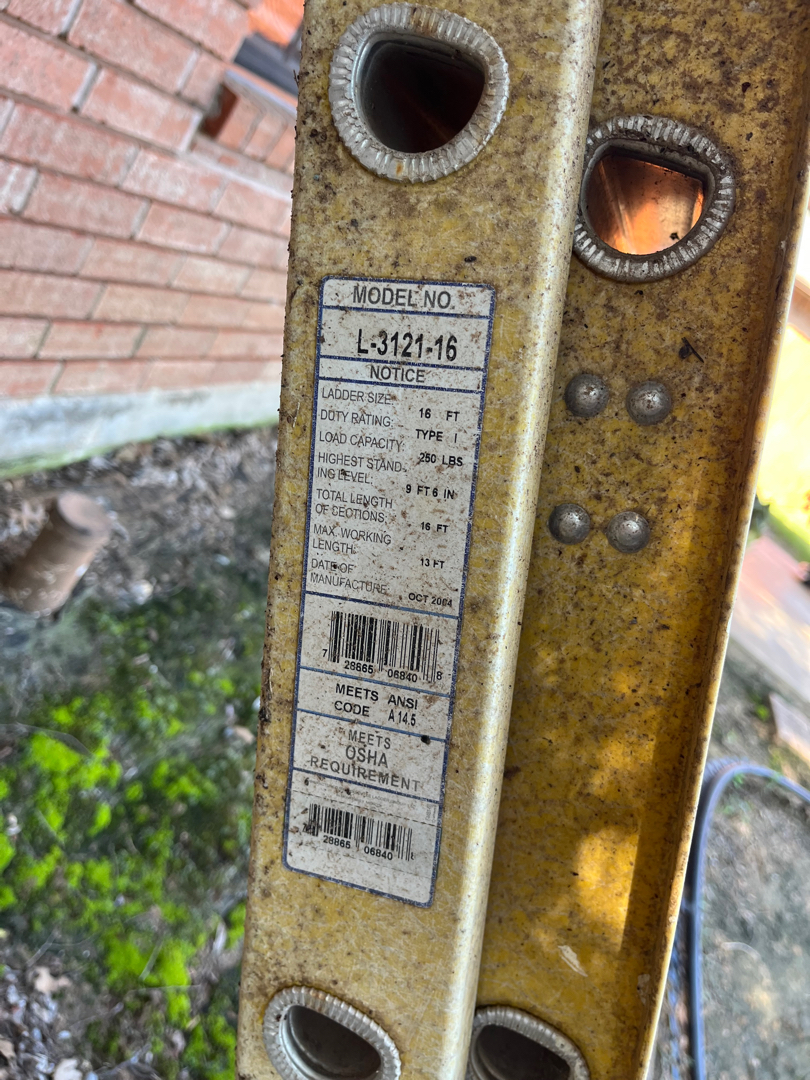 MODEL NO.
L-3121-16
NOTICE
LADDER SIZE: 16 FT
DUTY RATING: TYPE I
LOAD CAPACITY: 250 LBS
HIGHEST STAND-
ING LEVEL: 9 FT 6 IN
TOTAL LENGTH
OF SECTIONS: 16 FT
MAX. WORKING
LENGTH: 13 FT
DATE OF
MANUFACTURE: OCT 2004
7 28865 06840 8
MEETS ANSI
CODE A 14.5
MEETS
OSHA
REQUIREMENT
28865 06840